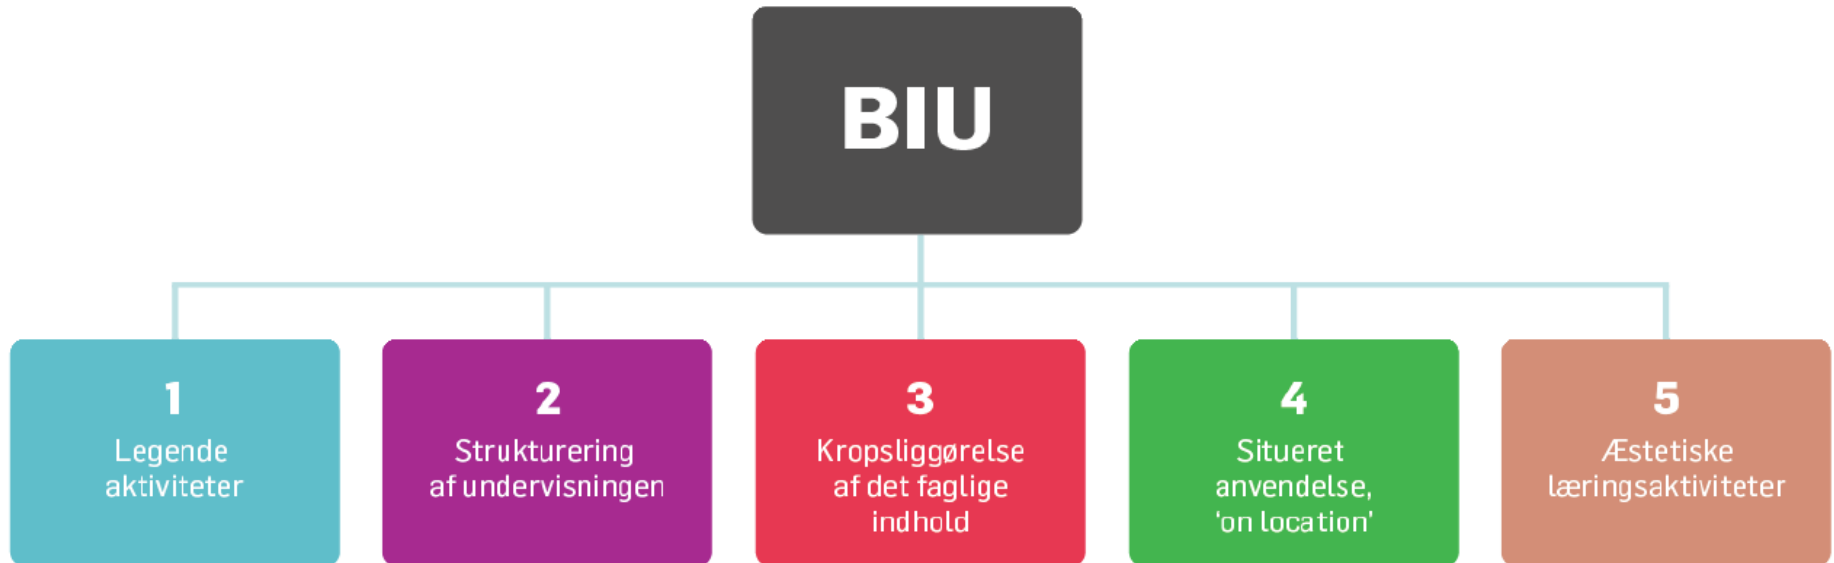 BIU
1
Legende
aktiviteter
2
Strukturering
af undervisningen
3
Kropsliggørelse
af det faglige
indhold
4
Situeret
anvendelse,
‘on location’
5
Æstetiske
læringsaktiviteter